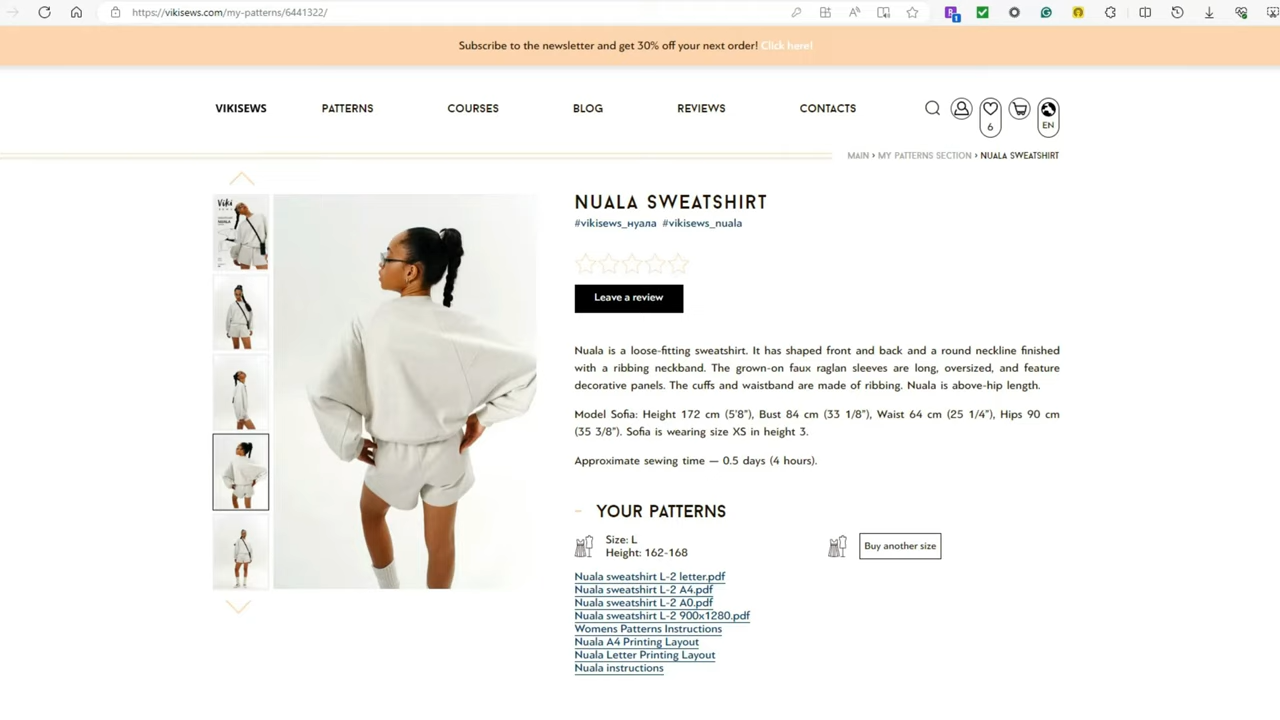 https://vikisews.com/my-patterns/6441322/
Subscribe to the newsletter and get 30% off your next order! Click here!
VIKISEWS PATTERNS COURSES BLOG REVIEWS CONTACTS
6
EN
MAIN › MY PATTERNS SECTION › NUALA SWEATSHIRT
Viki
NUALA SWEATSHIRT
#vikisews_нуала #vikisews_nuala
Leave a review
Nuala is a loose-fitting sweatshirt. It has shaped front and back and a round neckline finished
with a ribbing neckband. The grown-on faux raglan sleeves are long, oversized, and feature
decorative panels. The cuffs and waistband are made of ribbing. Nuala is above-hip length.
Model Sofia: Height 172 cm (5'8"), Bust 84 cm (33 1/8"), Waist 64 cm (25 1/4"), Hips 90 cm
(35 3/8"). Sofia is wearing size XS in height 3.
Approximate sewing time — 0.5 days (4 hours).
YOUR PATTERNS
Size: L
Height: 162-168
Buy another size
Nuala sweatshirt L-2 letter.pdf
Nuala sweatshirt L-2 A4.pdf
Nuala sweatshirt L-2 A0.pdf
Nuala sweatshirt L-2 900x1280.pdf
Womens Patterns Instructions
Nuala A4 Printing Layout
Nuala Letter Printing Layout
Nuala instructions